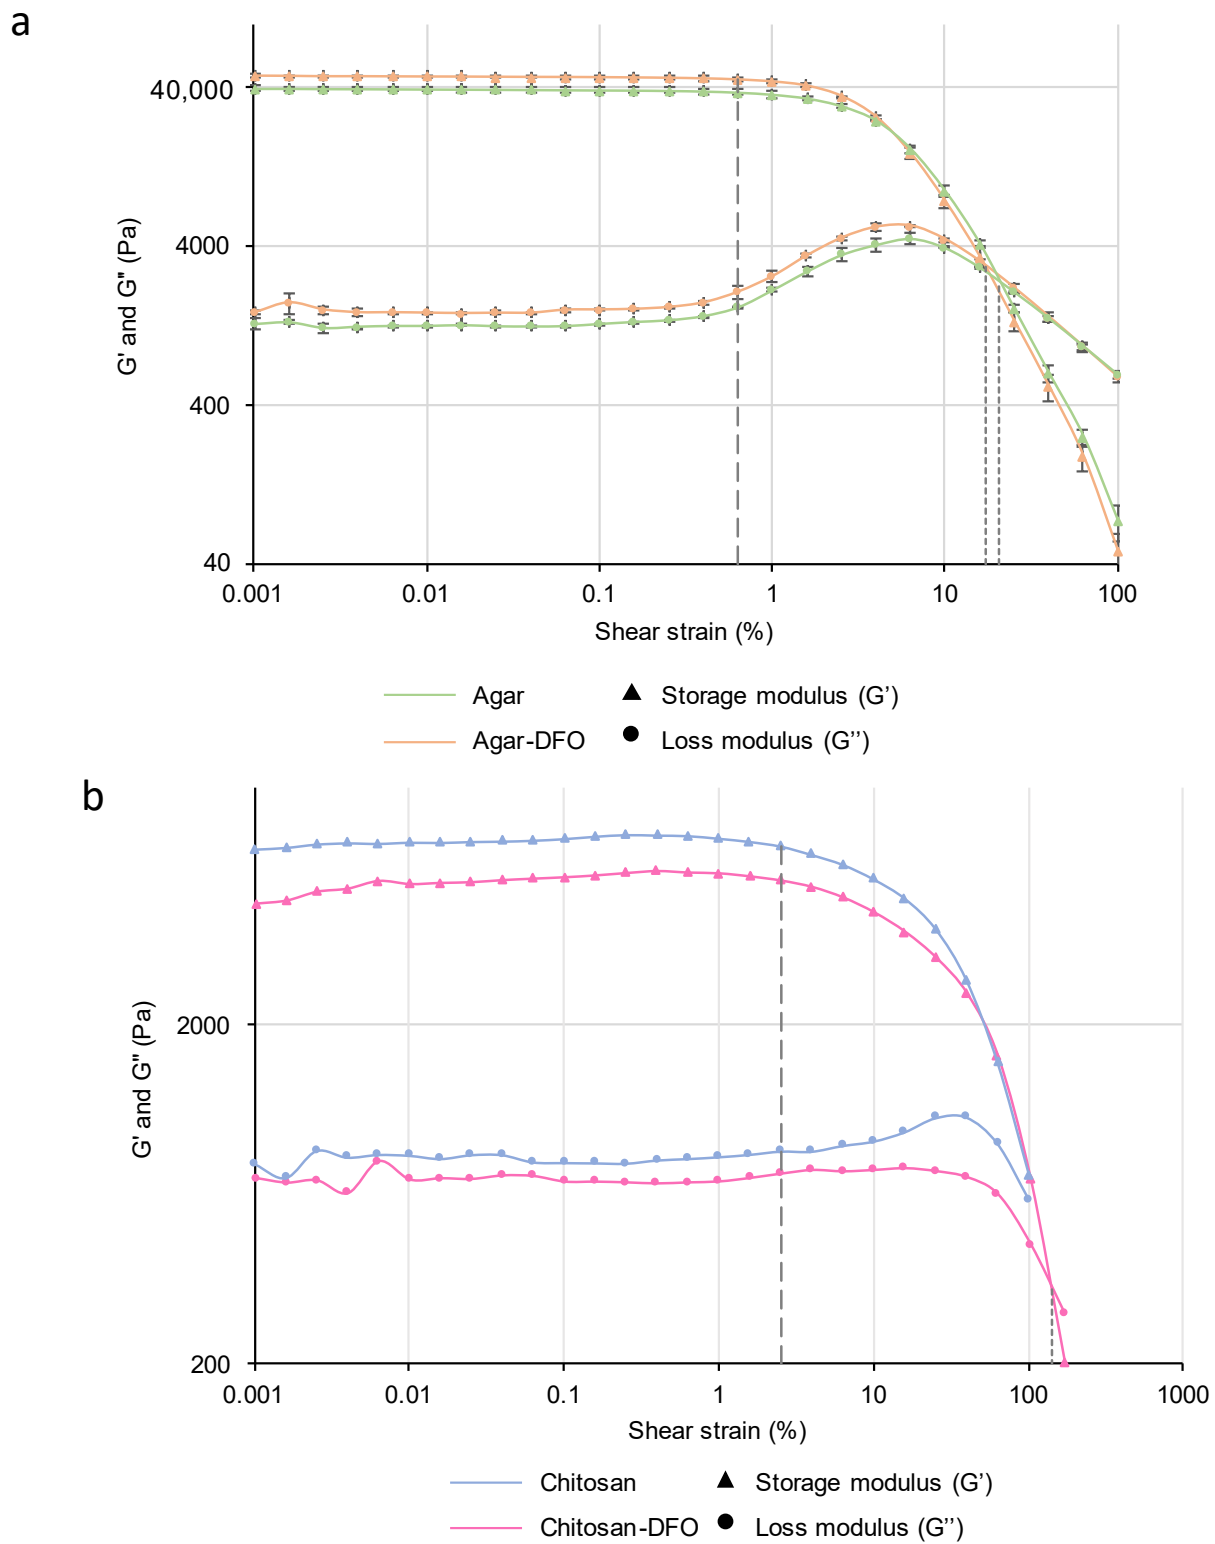 a
40,000
4000
400
40
G' and G" (Pa)
0.001 0.01 0.1 1 10 100
Shear strain (%)
Agar ▲ Storage modulus (G’)
Agar-DFO ● Loss modulus (G’’)
b
2000
200
G' and G" (Pa)
0.001 0.01 0.1 1 10 100 1000
Shear strain (%)
Chitosan ▲ Storage modulus (G’)
Chitosan-DFO ● Loss modulus (G’’)